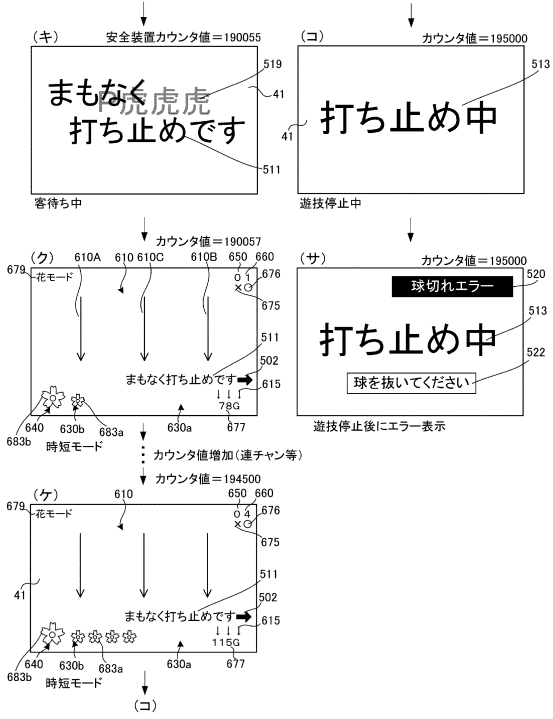 (キ)
安全装置カウンタ値=190055
519
まもなく
P虎虎虎
41
打ち止めです
511
客待ち中
(コ)
カウンタ値=195000
513
打ち止め中
41
遊技停止中
(ク)
カウンタ値=190057
679
610A
610
610C
610B
650
660
花モード
0 1
×○
676
675
511
502
まもなく打ち止めです
615
↓↓↓
78G
683b
640
630b
683a
630a
677
時短モード
カウンタ値増加(連チャン等)
(サ)
カウンタ値=195000
520
球切れエラー
513
打ち止め中
522
球を抜いてください
遊技停止後にエラー表示
(ケ)
カウンタ値=194500
679
610
650
660
花モード
0 4
×○
676
675
41
511
502
まもなく打ち止めです
615
↓↓↓
115G
683b
640
630b
683a
630a
677
時短モード
(コ)